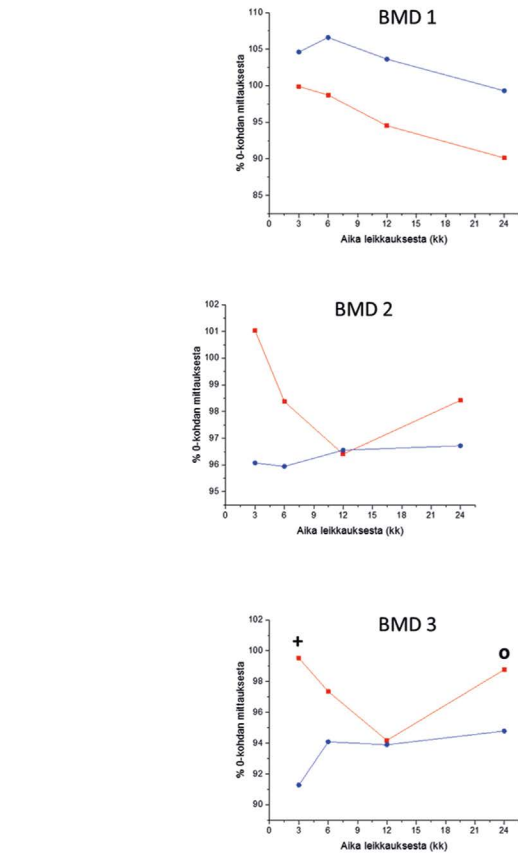 BMD 1
% 0-kohdan mittauksesta
110
105
100
95
90
85
0 3 6 9 12 15 18 21 24
Aika leikkauksesta (kk)
BMD 2
% 0-kohdan mittauksesta
102
101
100
99
98
97
96
95
0 3 6 9 12 15 18 21 24
Aika leikkauksesta (kk)
BMD 3
% 0-kohdan mittauksesta
102
100
98
96
94
92
90
+ o
0 3 6 9 12 15 18 21 24
Aika leikkauksesta (kk)